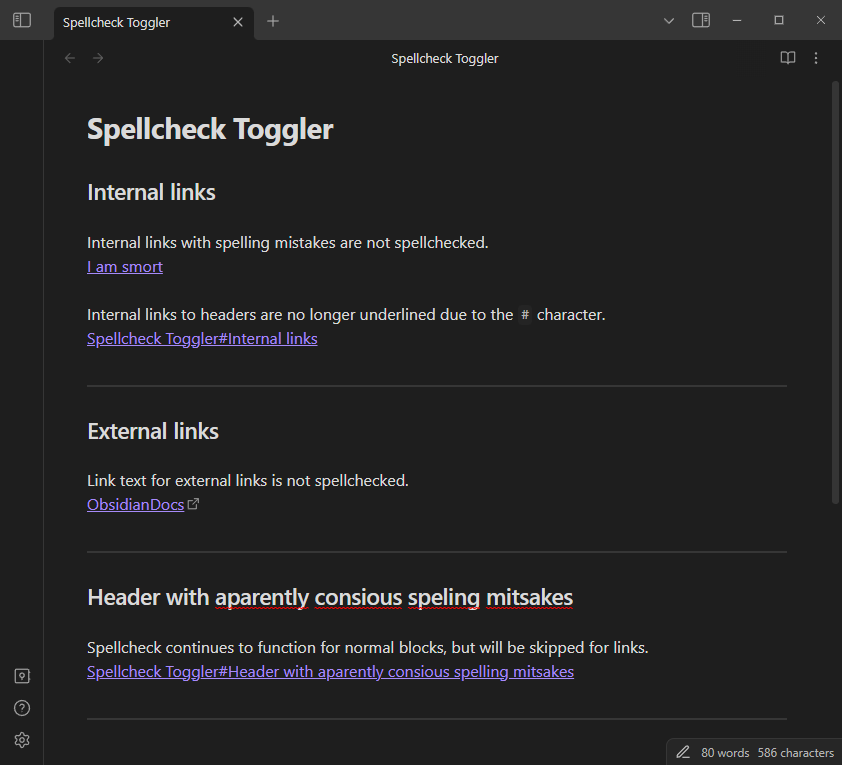 Spellcheck Toggler
Spellcheck Toggler
Spellcheck Toggler
Internal links
Internal links with spelling mistakes are not spellchecked.
I am smort
Internal links to headers are no longer underlined due to the # character.
Spellcheck Toggler#Internal links
External links
Link text for external links is not spellchecked.
ObsidianDocs
Header with aparently consious speling mitsakes
Spellcheck continues to function for normal blocks, but will be skipped for links.
Spellcheck Toggler#Header with aparently consious spelling mitsakes
80 words 586 characters